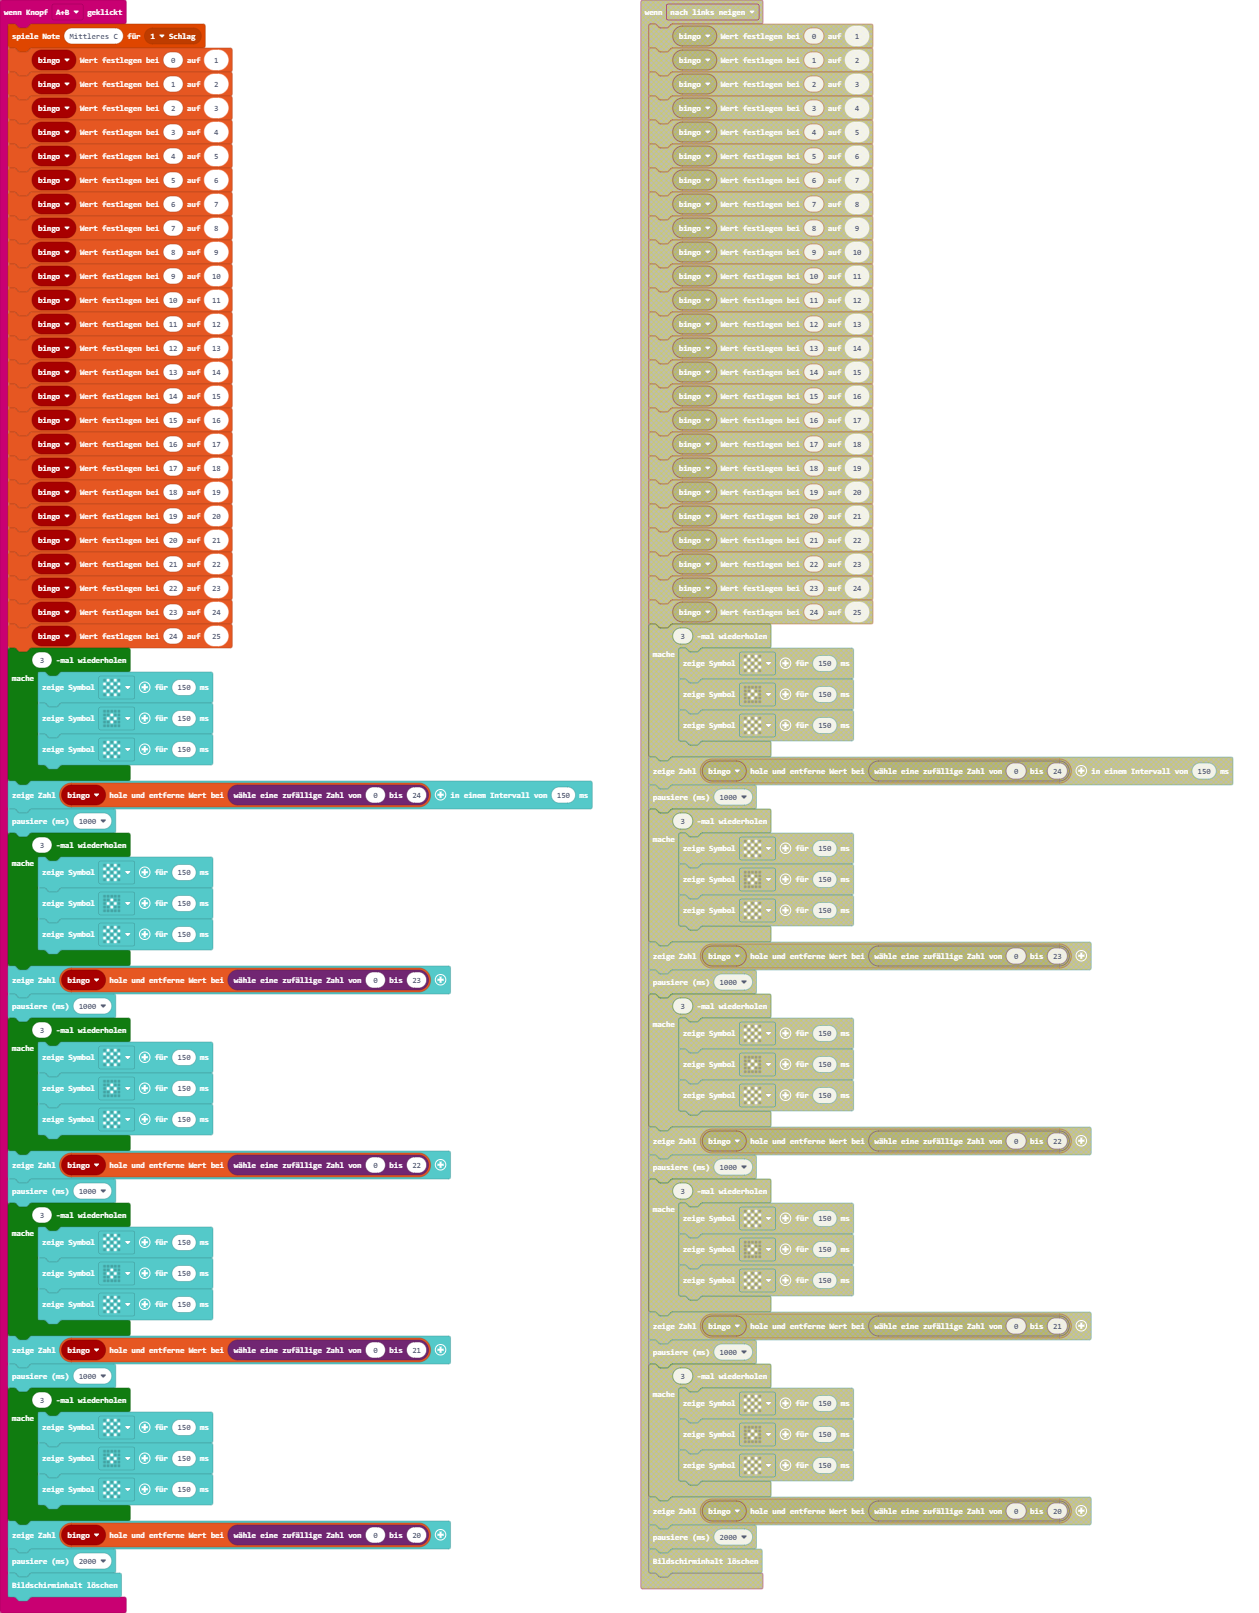 wenn Knopf A+B geklickt
spiele Note Mittleres C für 1 Schlag
bingo Wert festlegen bei 0 auf 1
bingo Wert festlegen bei 1 auf 2
bingo Wert festlegen bei 2 auf 3
bingo Wert festlegen bei 3 auf 4
bingo Wert festlegen bei 4 auf 5
bingo Wert festlegen bei 5 auf 6
bingo Wert festlegen bei 6 auf 7
bingo Wert festlegen bei 7 auf 8
bingo Wert festlegen bei 8 auf 9
bingo Wert festlegen bei 9 auf 10
bingo Wert festlegen bei 10 auf 11
bingo Wert festlegen bei 11 auf 12
bingo Wert festlegen bei 12 auf 13
bingo Wert festlegen bei 13 auf 14
bingo Wert festlegen bei 14 auf 15
bingo Wert festlegen bei 15 auf 16
bingo Wert festlegen bei 16 auf 17
bingo Wert festlegen bei 17 auf 18
bingo Wert festlegen bei 18 auf 19
bingo Wert festlegen bei 19 auf 20
bingo Wert festlegen bei 20 auf 21
bingo Wert festlegen bei 21 auf 22
bingo Wert festlegen bei 22 auf 23
bingo Wert festlegen bei 23 auf 24
bingo Wert festlegen bei 24 auf 25
3 -mal wiederholen
mache
zeige Symbol für 150 ms
zeige Symbol für 150 ms
zeige Symbol für 150 ms
zeige Zahl bingo hole und entferne Wert bei wähle eine zufällige Zahl von 0 bis 24 in einem Intervall von 150 ms
pausiere (ms) 1000
3 -mal wiederholen
mache
zeige Symbol für 150 ms
zeige Symbol für 150 ms
zeige Symbol für 150 ms
zeige Zahl bingo hole und entferne Wert bei wähle eine zufällige Zahl von 0 bis 23
pausiere (ms) 1000
3 -mal wiederholen
mache
zeige Symbol für 150 ms
zeige Symbol für 150 ms
zeige Symbol für 150 ms
zeige Zahl bingo hole und entferne Wert bei wähle eine zufällige Zahl von 0 bis 22
pausiere (ms) 1000
3 -mal wiederholen
mache
zeige Symbol für 150 ms
zeige Symbol für 150 ms
zeige Symbol für 150 ms
zeige Zahl bingo hole und entferne Wert bei wähle eine zufällige Zahl von 0 bis 21
pausiere (ms) 1000
3 -mal wiederholen
mache
zeige Symbol für 150 ms
zeige Symbol für 150 ms
zeige Symbol für 150 ms
zeige Zahl bingo hole und entferne Wert bei wähle eine zufällige Zahl von 0 bis 20
pausiere (ms) 2000
Bildschirminhalt löschen
wenn nach links neigen
bingo Wert festlegen bei 0 auf 1
bingo Wert festlegen bei 1 auf 2
bingo Wert festlegen bei 2 auf 3
bingo Wert festlegen bei 3 auf 4
bingo Wert festlegen bei 4 auf 5
bingo Wert festlegen bei 5 auf 6
bingo Wert festlegen bei 6 auf 7
bingo Wert festlegen bei 7 auf 8
bingo Wert festlegen bei 8 auf 9
bingo Wert festlegen bei 9 auf 10
bingo Wert festlegen bei 10 auf 11
bingo Wert festlegen bei 11 auf 12
bingo Wert festlegen bei 12 auf 13
bingo Wert festlegen bei 13 auf 14
bingo Wert festlegen bei 14 auf 15
bingo Wert festlegen bei 15 auf 16
bingo Wert festlegen bei 16 auf 17
bingo Wert festlegen bei 17 auf 18
bingo Wert festlegen bei 18 auf 19
bingo Wert festlegen bei 19 auf 20
bingo Wert festlegen bei 20 auf 21
bingo Wert festlegen bei 21 auf 22
bingo Wert festlegen bei 22 auf 23
bingo Wert festlegen bei 23 auf 24
bingo Wert festlegen bei 24 auf 25
3 -mal wiederholen
mache
zeige Symbol für 150 ms
zeige Symbol für 150 ms
zeige Symbol für 150 ms
zeige Zahl bingo hole und entferne Wert bei wähle eine zufällige Zahl von 0 bis 24 in einem Intervall von 150 ms
pausiere (ms) 1000
3 -mal wiederholen
mache
zeige Symbol für 150 ms
zeige Symbol für 150 ms
zeige Symbol für 150 ms
zeige Zahl bingo hole und entferne Wert bei wähle eine zufällige Zahl von 0 bis 23
pausiere (ms) 1000
3 -mal wiederholen
mache
zeige Symbol für 150 ms
zeige Symbol für 150 ms
zeige Symbol für 150 ms
zeige Zahl bingo hole und entferne Wert bei wähle eine zufällige Zahl von 0 bis 22
pausiere (ms) 1000
3 -mal wiederholen
mache
zeige Symbol für 150 ms
zeige Symbol für 150 ms
zeige Symbol für 150 ms
zeige Zahl bingo hole und entferne Wert bei wähle eine zufällige Zahl von 0 bis 21
pausiere (ms) 1000
3 -mal wiederholen
mache
zeige Symbol für 150 ms
zeige Symbol für 150 ms
zeige Symbol für 150 ms
zeige Zahl bingo hole und entferne Wert bei wähle eine zufällige Zahl von 0 bis 20
pausiere (ms) 2000
Bildschirminhalt löschen